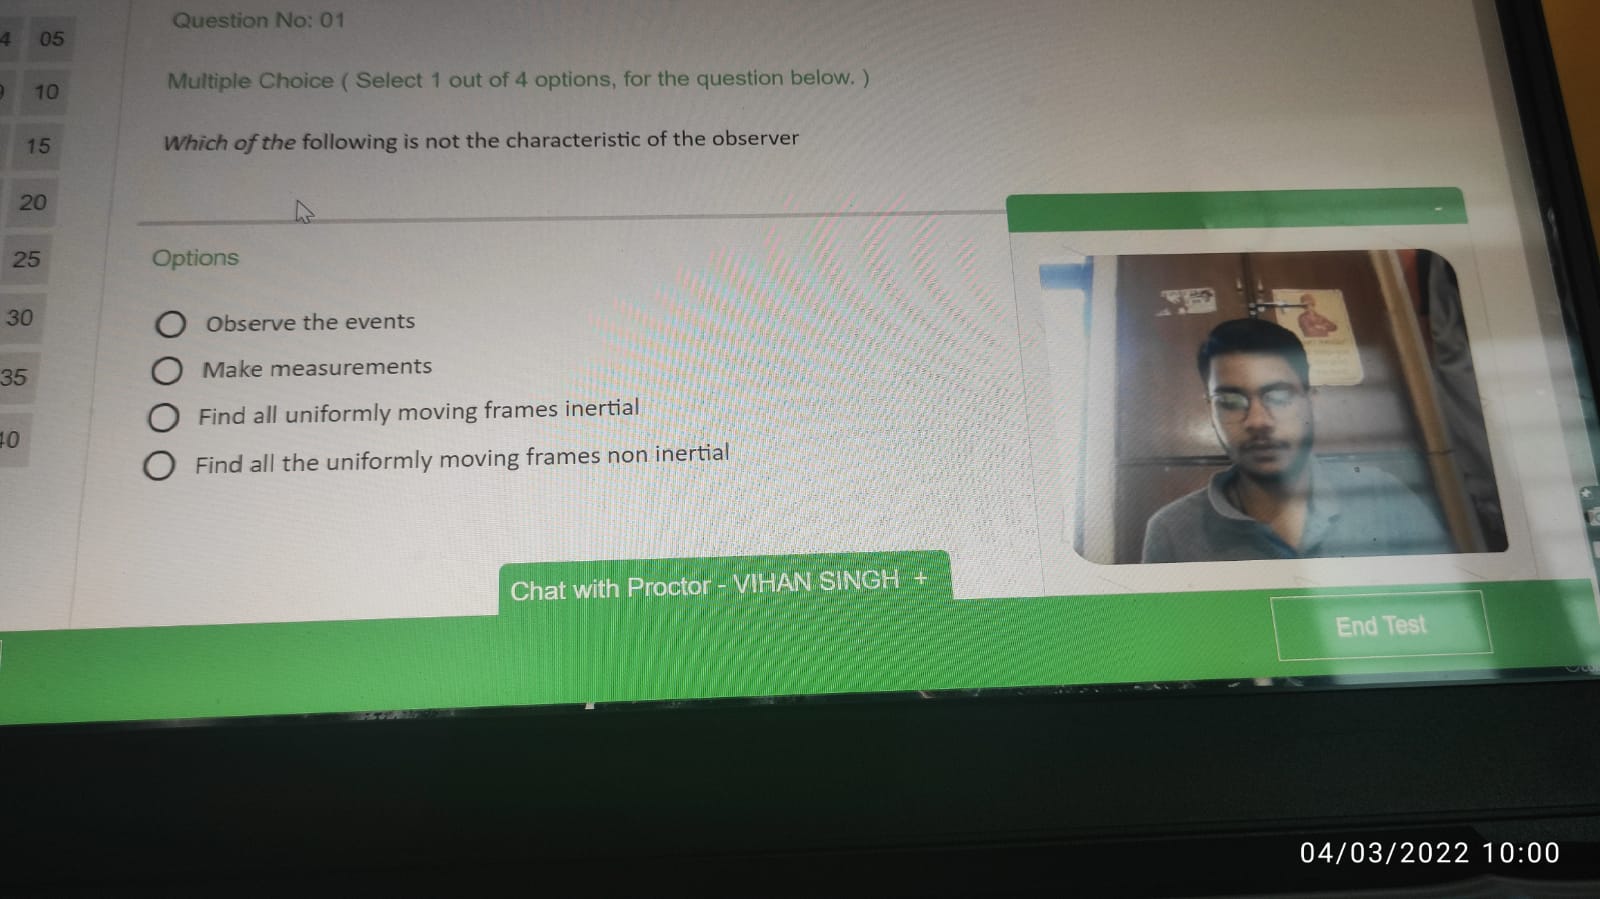 Question No: 01
4 05
10
15
20
25
30
35
Multiple Choice ( Select 1 out of 4 options, for the question below. )
Which of the following is not the characteristic of the observer
Options
Observe the events
Make measurements
Find all uniformly moving frames inertial
Find all the uniformly moving frames non inertial
-
Chat with Proctor - VIHAN SINGH +
End Test
04/03/2022 10:00